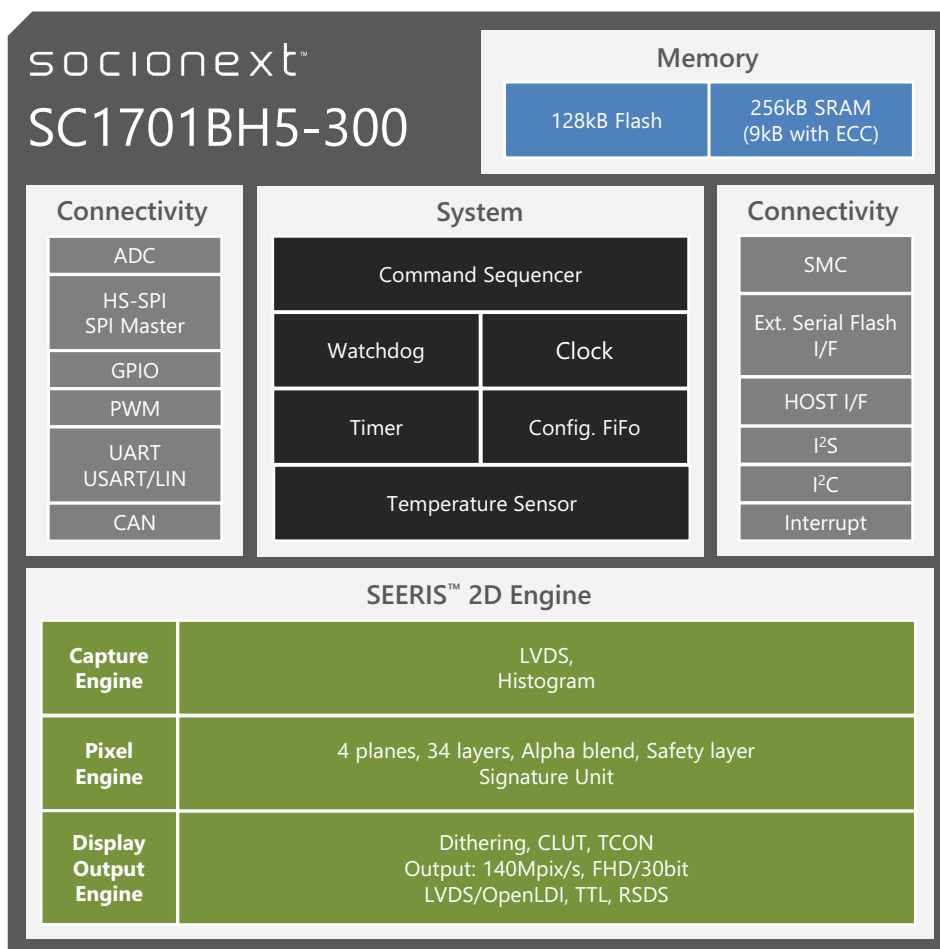 socionext™
SC1701BH5-300
Memory
128kB Flash
256kB SRAM
(9kB with ECC)
Connectivity
ADC
HS-SPI
SPI Master
GPIO
PWM
UART
USART/LIN
CAN
System
Command Sequencer
Watchdog
Clock
Timer
Config. FiFo
Temperature Sensor
Connectivity
SMC
Ext. Serial Flash
I/F
HOST I/F
I²S
I²C
Interrupt
SEERIS™ 2D Engine
Capture
Engine
LVDS,
Histogram
Pixel
Engine
4 planes, 34 layers, Alpha blend, Safety layer
Signature Unit
Display
Output
Engine
Dithering, CLUT, TCON
Output: 140Mpix/s, FHD/30bit
LVDS/OpenLDI, TTL, RSDS